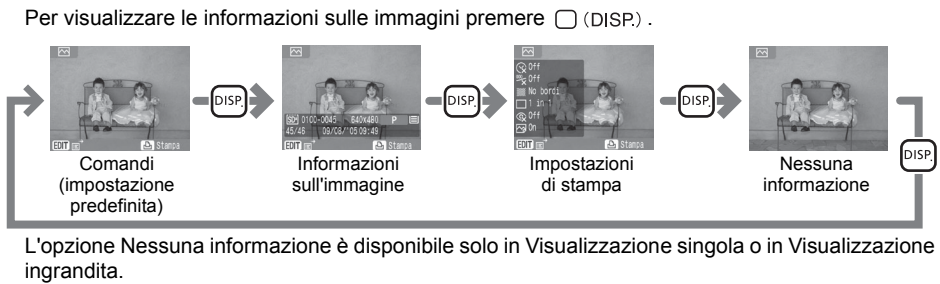 Per visualizzare le informazioni sulle immagini premere (DISP.) .
Off
Off
No bordi
1 in 1
Off
On
SD 0100-0045 640x480 P
45/46 09/08/'05 09:49
EDIT Stampa
EDIT Stampa
EDIT Stampa
DISP.
DISP.
DISP.
DISP.
Comandi
(impostazione
predefinita)
Informazioni
sull'immagine
Impostazioni
di stampa
Nessuna
informazione
L'opzione Nessuna informazione è disponibile solo in Visualizzazione singola o in Visualizzazione
ingrandita.